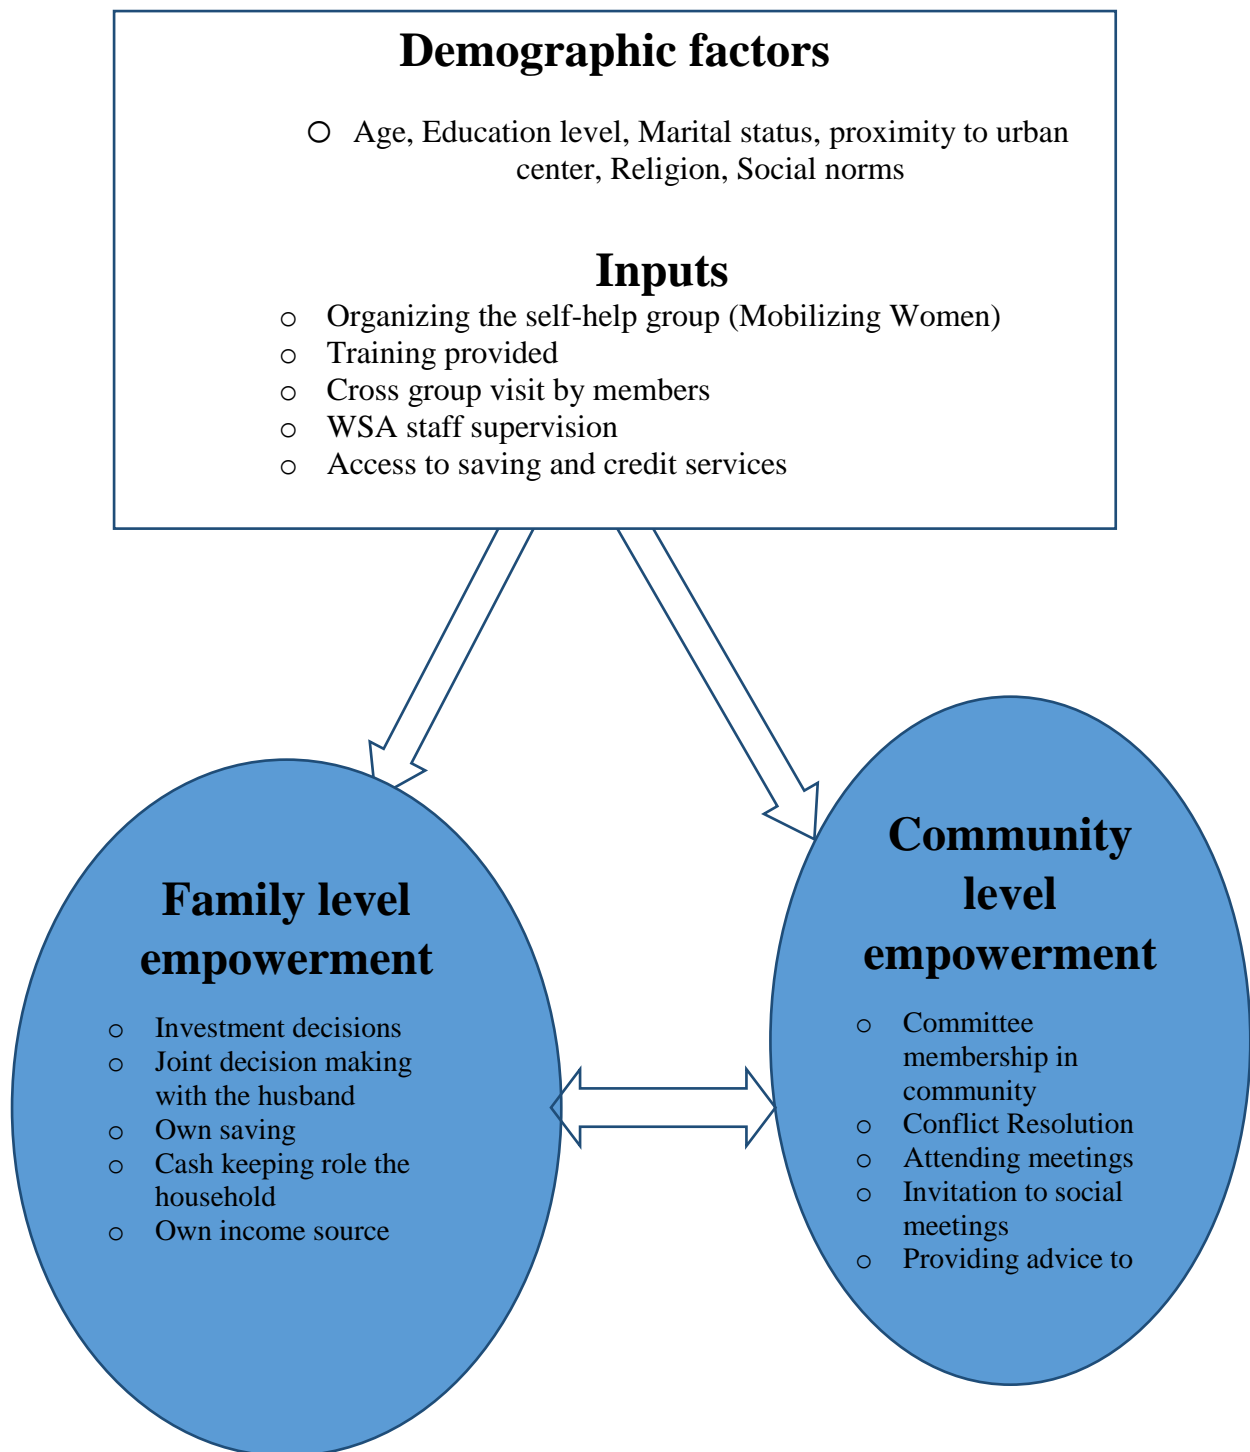 Demographic factors
○ Age, Education level, Marital status, proximity to urban
center, Religion, Social norms
Inputs
○ Organizing the self-help group (Mobilizing Women)
○ Training provided
○ Cross group visit by members
○ WSA staff supervision
○ Access to saving and credit services
Family level
empowerment
○ Investment decisions
○ Joint decision making
with the husband
○ Own saving
○ Cash keeping role the
household
○ Own income source
Community
level
empowerment
○ Committee
membership in
community
○ Conflict Resolution
○ Attending meetings
○ Invitation to social
meetings
○ Providing advice to